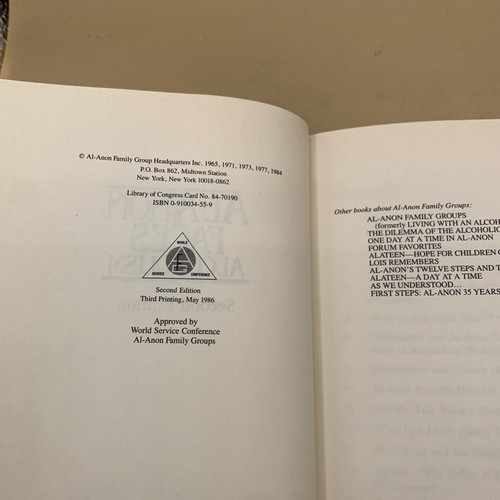 © Al-Anon Family Group Headquarters Inc. 1965, 1971, 1973, 1977, 1984
P.O. Box 862, Midtown Station
New York, New York 10018-0862
Library of Congress Card No. 84-70190
ISBN 0-910034-55-9
WORLD
SERVICE CONFERENCE
Second Edition
Third Printing, May 1986
Approved by
World Service Conference
Al-Anon Family Groups
Other books about Al-Anon Family Groups:
AL-ANON FAMILY GROUPS
(formerly LIVING WITH AN ALCOHO
THE DILEMMA OF THE ALCOHOLIC
ONE DAY AT A TIME IN AL-ANON
FORUM FAVORITES
ALATEEN—HOPE FOR CHILDREN O
LOIS REMEMBERS
AL-ANON'S TWELVE STEPS AND T
ALATEEN—A DAY AT A TIME
AS WE UNDERSTOOD...
FIRST STEPS: AL-ANON 35 YEARS